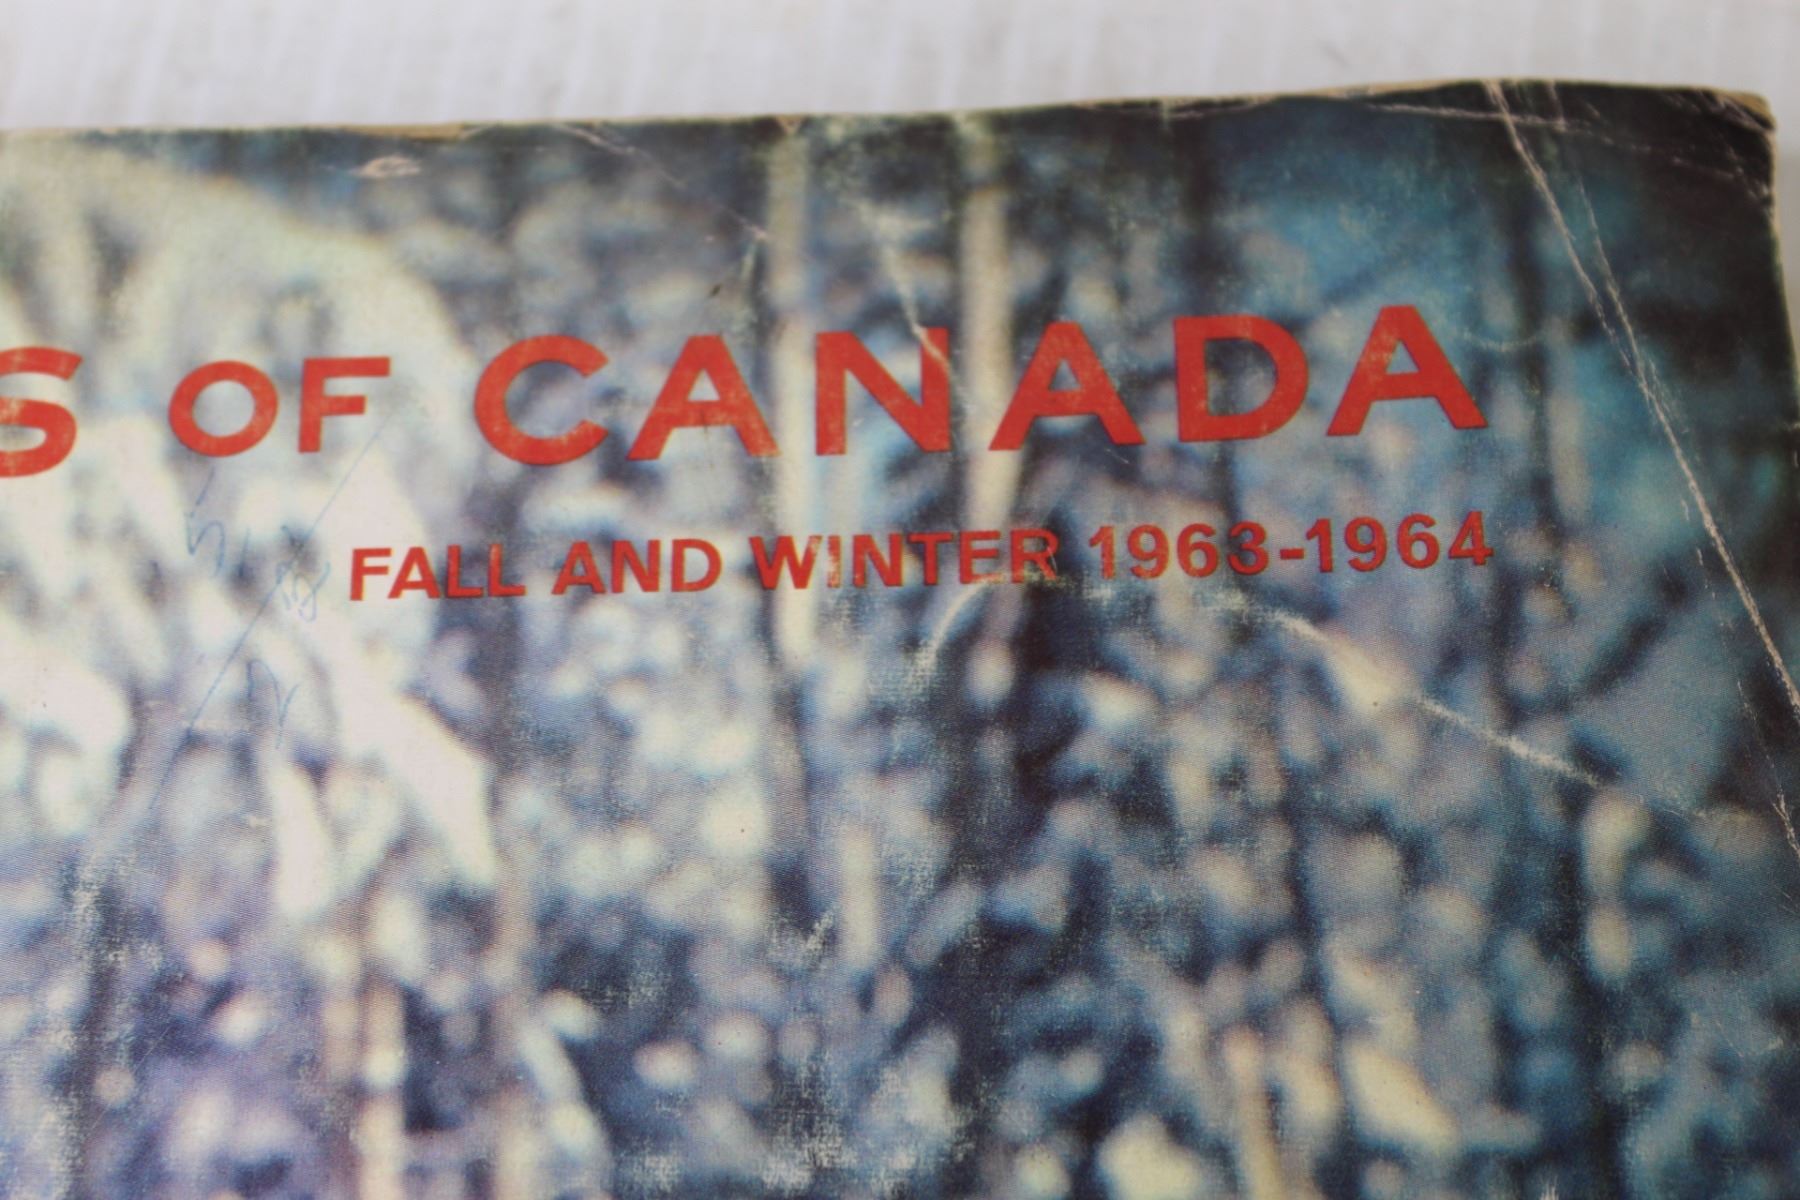 S OF CANADA
FALL AND WINTER 1963-1964